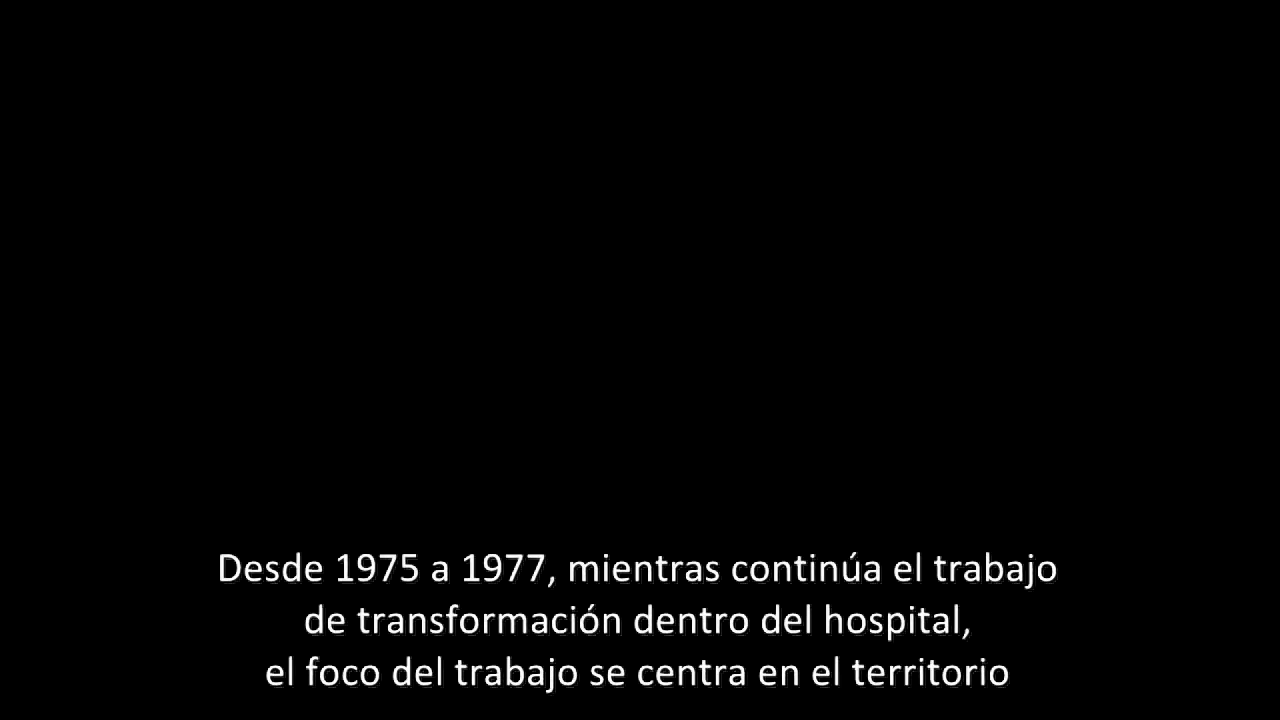 Desde 1975 a 1977, mientras continúa el trabajo
de transformación dentro del hospital,
el foco del trabajo se centra en el territorio